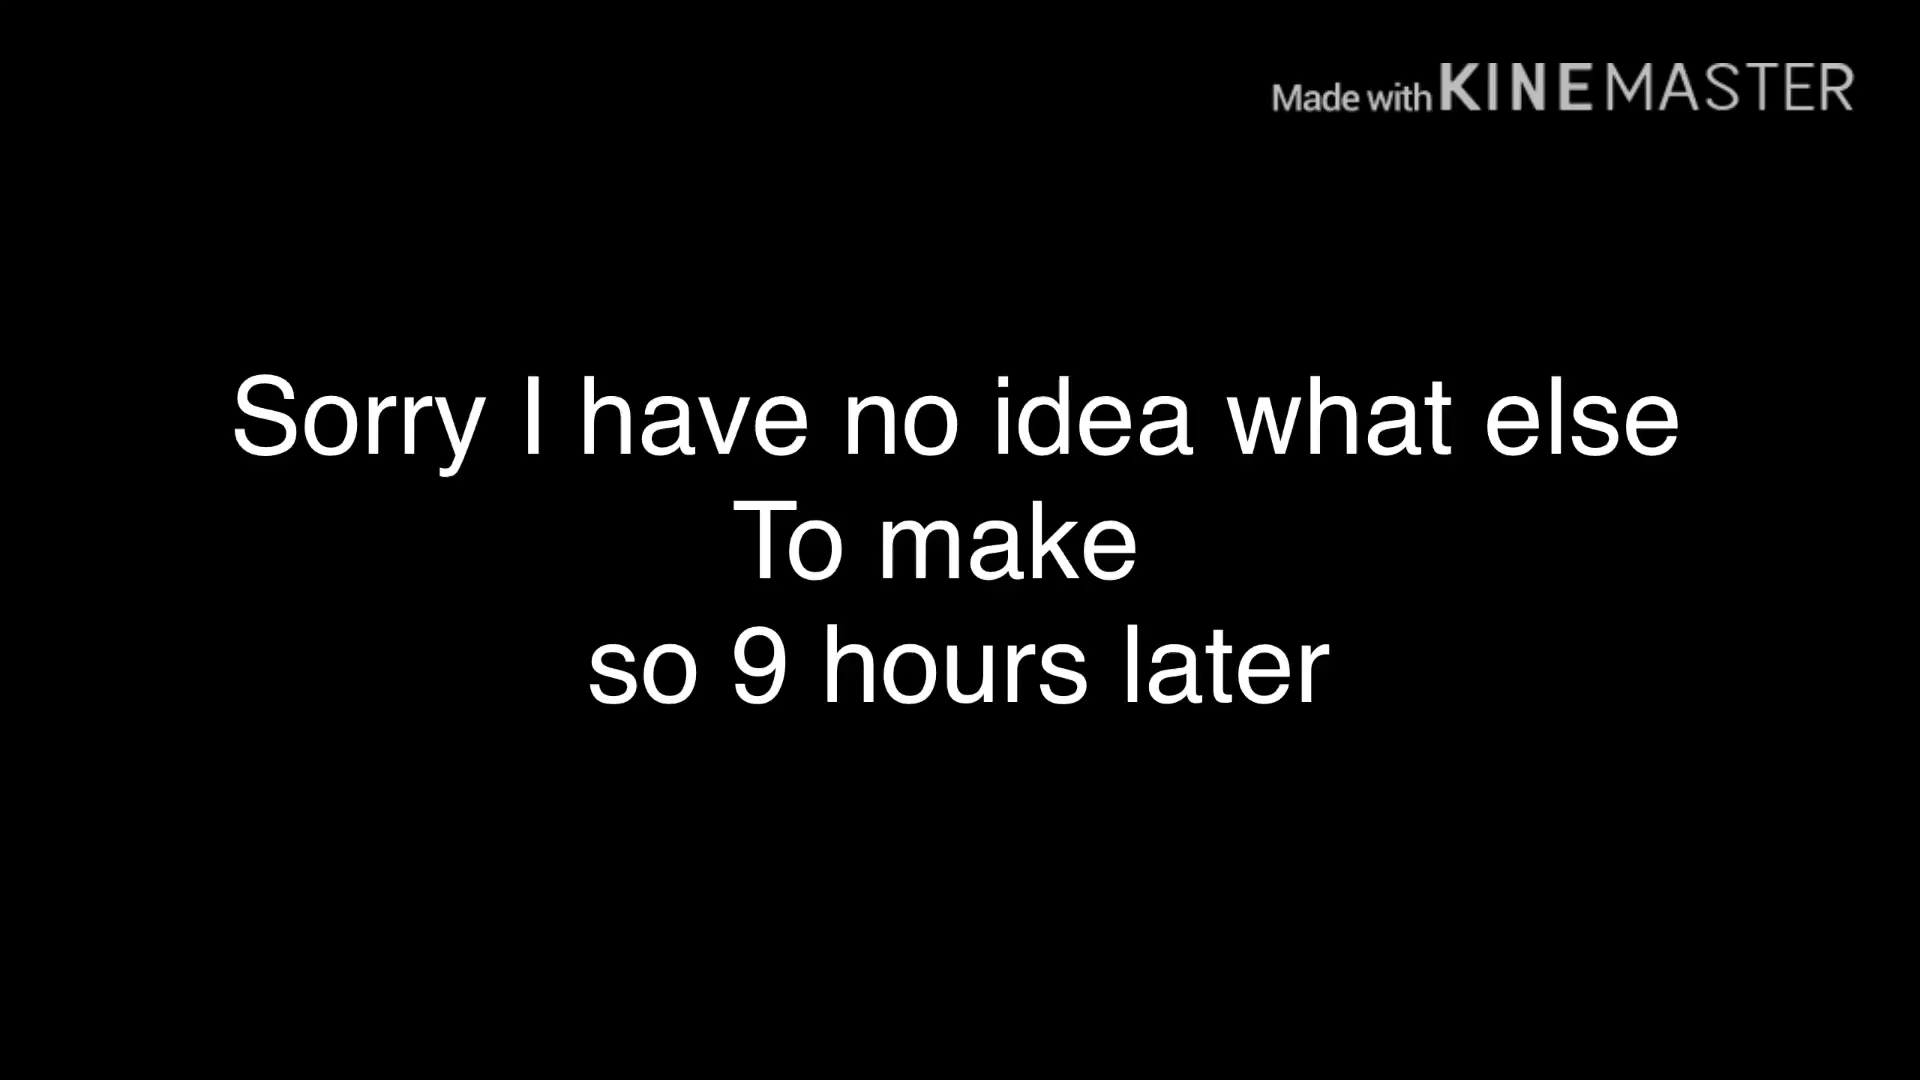 Made with KINEMASTER
Sorry I have no idea what else
To make
so 9 hours later